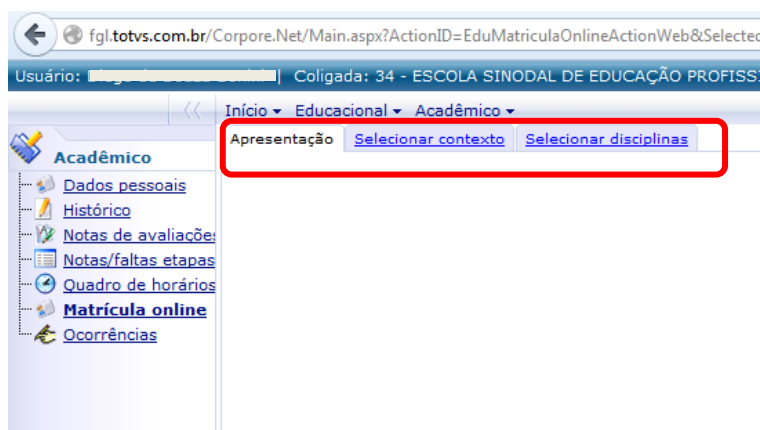 fgl.totvs.com.br/Corpore.Net/Main.aspx?ActionID=EduMatriculaOnlineActionWeb&Selected
Usuário: | Coligada: 34 - ESCOLA SINODAL DE EDUCAÇÃO PROFISS
Início Educacional Acadêmico
Apresentação Selecionar contexto Selecionar disciplinas
Acadêmico
Dados pessoais
Histórico
Notas de avaliações
Notas/faltas etapas
Quadro de horários
Matrícula online
Ocorrências